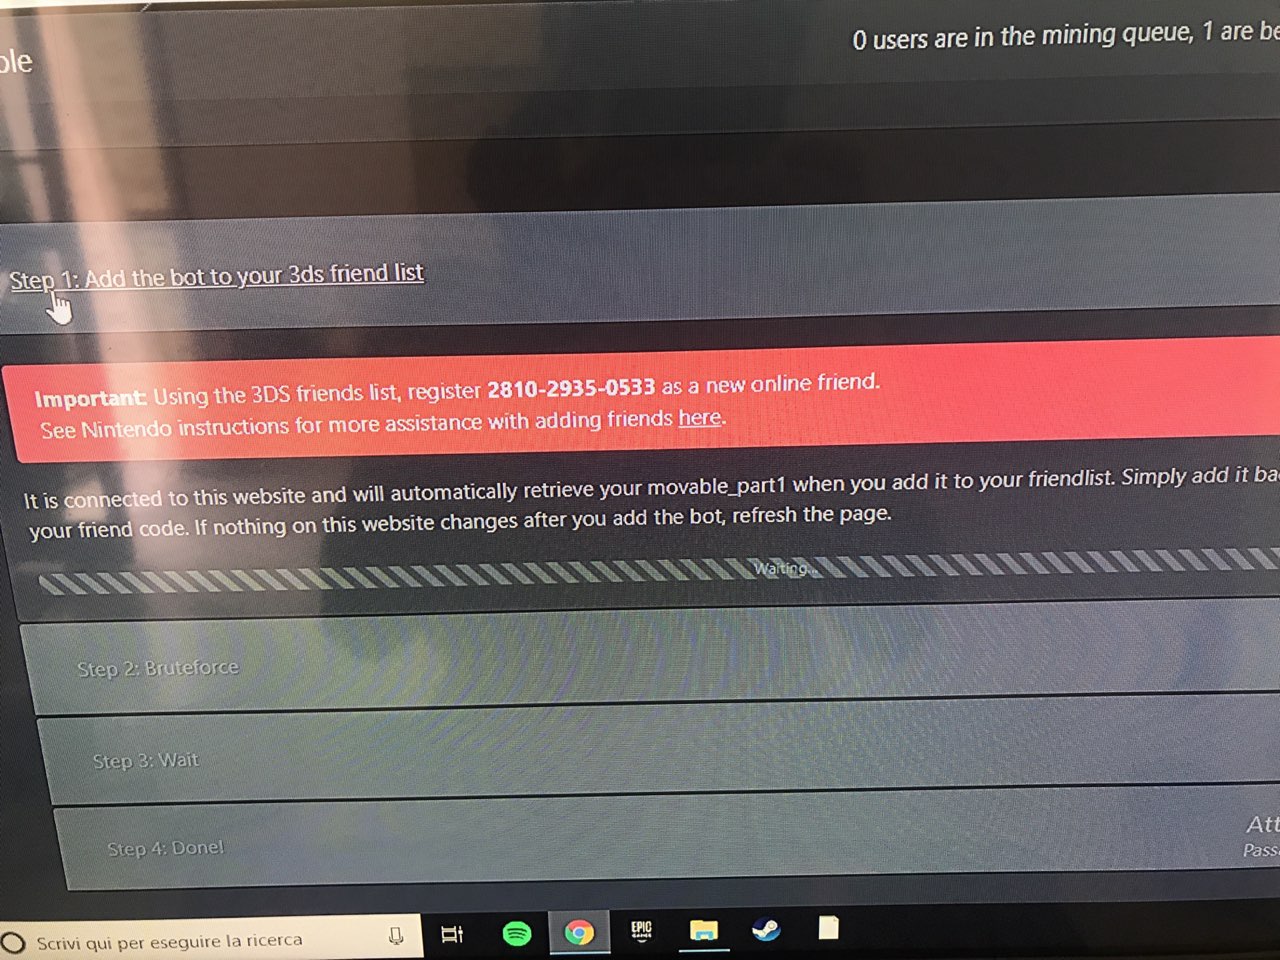 0 users are in the mining queue, 1 are
Step 1: Add the bot to your 3ds friend list
Important: Using the 3DS friends list, register 2810-2935-0533 as a new online friend.
See Nintendo instructions for more assistance with adding friends here.
It is connected to this website and will automatically retrieve your movable_part1 when you add it to your friendlist. Simply add it
your friend code. If nothing on this website changes after you add the bot, refresh the page.
Waiting...
Step 2: Bruteforce
Step 3: Wait
Step 4: Done!
Scrivi qui per eseguire la ricerca
EPIC
GAMES